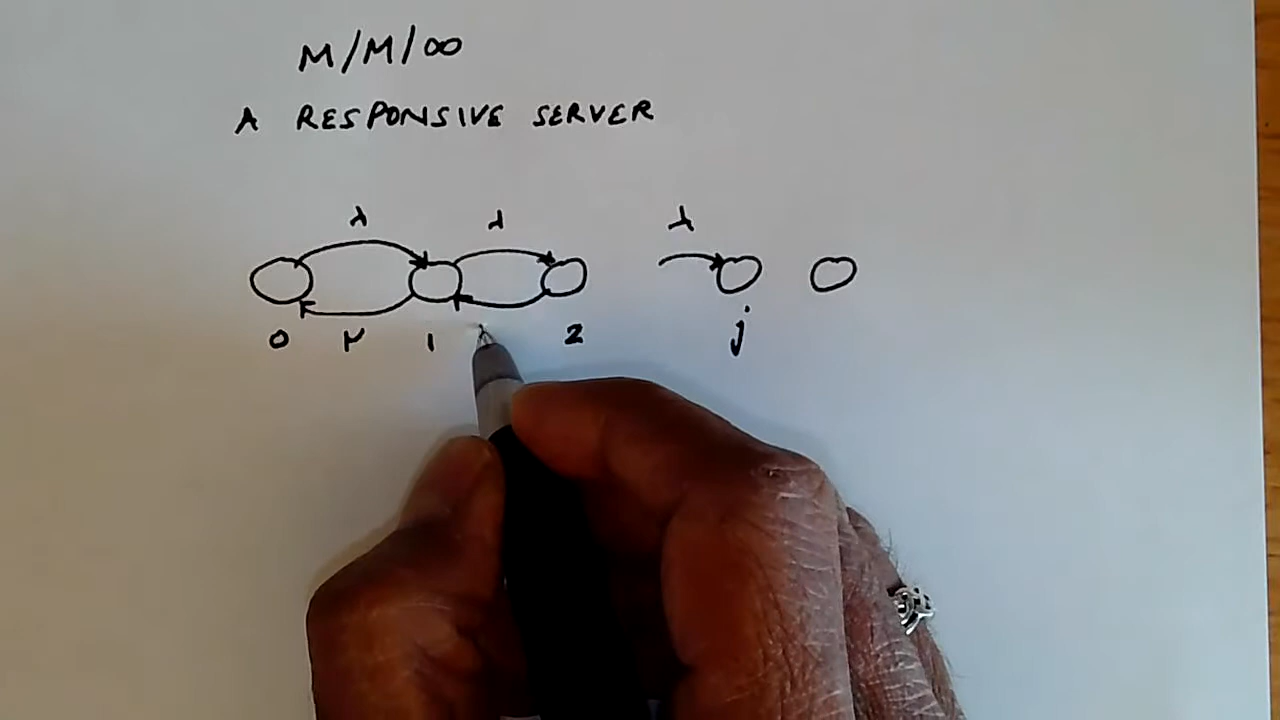 M/M/∞
A RESPONSIVE SERVER
λ λ λ
0 μ 1 2 j